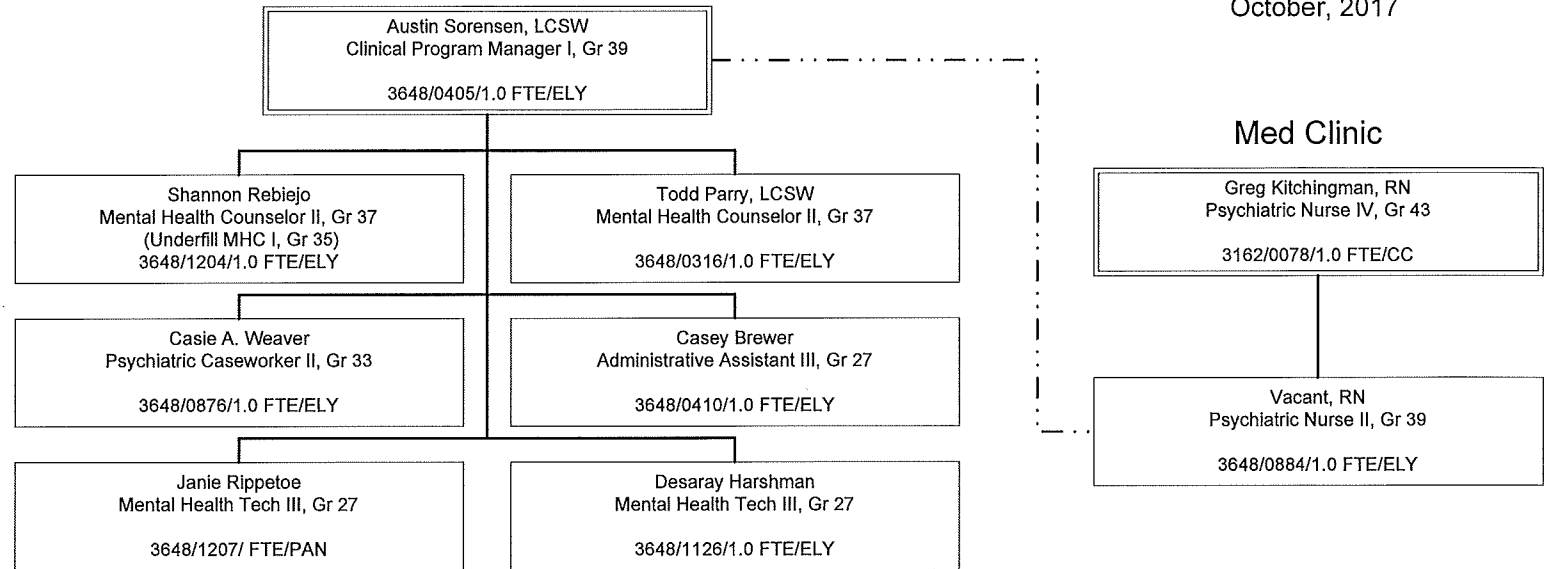 October, 2017
Austin Sorensen, LCSW
Clinical Program Manager I, Gr 39
3648/0405/1.0 FTE/ELY
Shannon Rebiejo
Mental Health Counselor II, Gr 37
(Underfill MHC I, Gr 35)
3648/1204/1.0 FTE/ELY
Todd Parry, LCSW
Mental Health Counselor II, Gr 37
3648/0316/1.0 FTE/ELY
Casie A. Weaver
Psychiatric Caseworker II, Gr 33
3648/0876/1.0 FTE/ELY
Casey Brewer
Administrative Assistant III, Gr 27
3648/0410/1.0 FTE/ELY
Janie Rippetoe
Mental Health Tech III, Gr 27
3648/1207/ FTE/PAN
Desaray Harshman
Mental Health Tech III, Gr 27
3648/1126/1.0 FTE/ELY
Med Clinic
Greg Kitchingman, RN
Psychiatric Nurse IV, Gr 43
3162/0078/1.0 FTE/CC
Vacant, RN
Psychiatric Nurse II, Gr 39
3648/0884/1.0 FTE/ELY